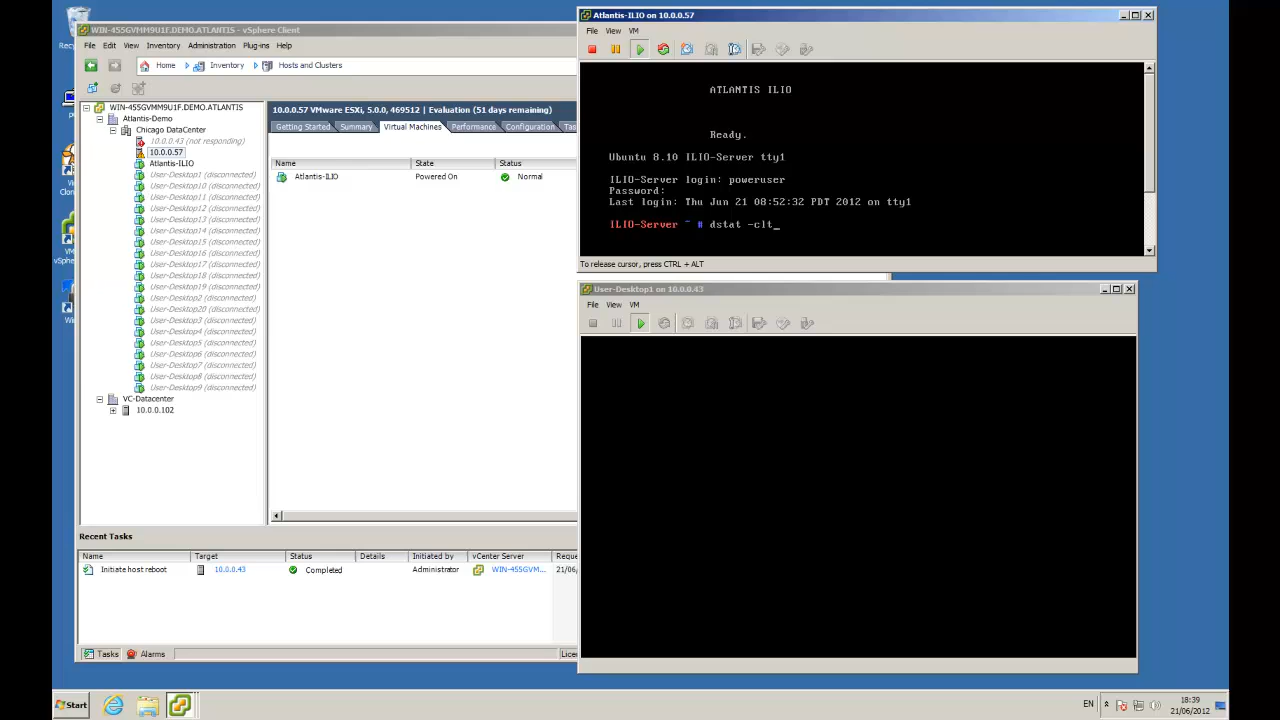 WIN-455GVMM9U1F.DEMO.ATLANTIS - vSphere Client
File Edit View Inventory Administration Plug-ins Help
Home Inventory Hosts and Clusters
WIN-455GVMM9U1F.DEMO.ATLANTIS
Atlantis-Demo
Chicago DataCenter
10.0.0.43 (not responding)
10.0.0.57
Atlantis-ILIO
User-Desktop1 (disconnected)
User-Desktop10 (disconnected)
User-Desktop11 (disconnected)
User-Desktop12 (disconnected)
User-Desktop13 (disconnected)
User-Desktop14 (disconnected)
User-Desktop15 (disconnected)
User-Desktop16 (disconnected)
User-Desktop17 (disconnected)
User-Desktop18 (disconnected)
User-Desktop19 (disconnected)
User-Desktop2 (disconnected)
User-Desktop20 (disconnected)
User-Desktop3 (disconnected)
User-Desktop4 (disconnected)
User-Desktop5 (disconnected)
User-Desktop6 (disconnected)
User-Desktop7 (disconnected)
User-Desktop8 (disconnected)
User-Desktop9 (disconnected)
VC-Datacenter
10.0.0.102
10.0.0.57 VMware ESXi, 5.0.0, 469512 | Evaluation (51 days remaining)
Getting Started Summary Virtual Machines Performance Configuration Tas
Name State Status
Atlantis-ILIO Powered On Normal
Recent Tasks
Name Target Status Details Initiated by vCenter Server Reque
Initiate host reboot 10.0.0.43 Completed Administrator WIN-455GVM... 21/06
Tasks Alarms Licen
Atlantis-ILIO on 10.0.0.57
File View VM
ATLANTIS ILIO
Ready.
Ubuntu 8.10 ILIO-Server tty1
ILIO-Server login: poweruser
Password:
Last login: Thu Jun 21 08:52:32 PDT 2012 on tty1
ILIO-Server ~ # dstat -clt_
To release cursor, press CTRL + ALT
User-Desktop1 on 10.0.0.43
File View VM
Start
EN
18:39
21/06/2012